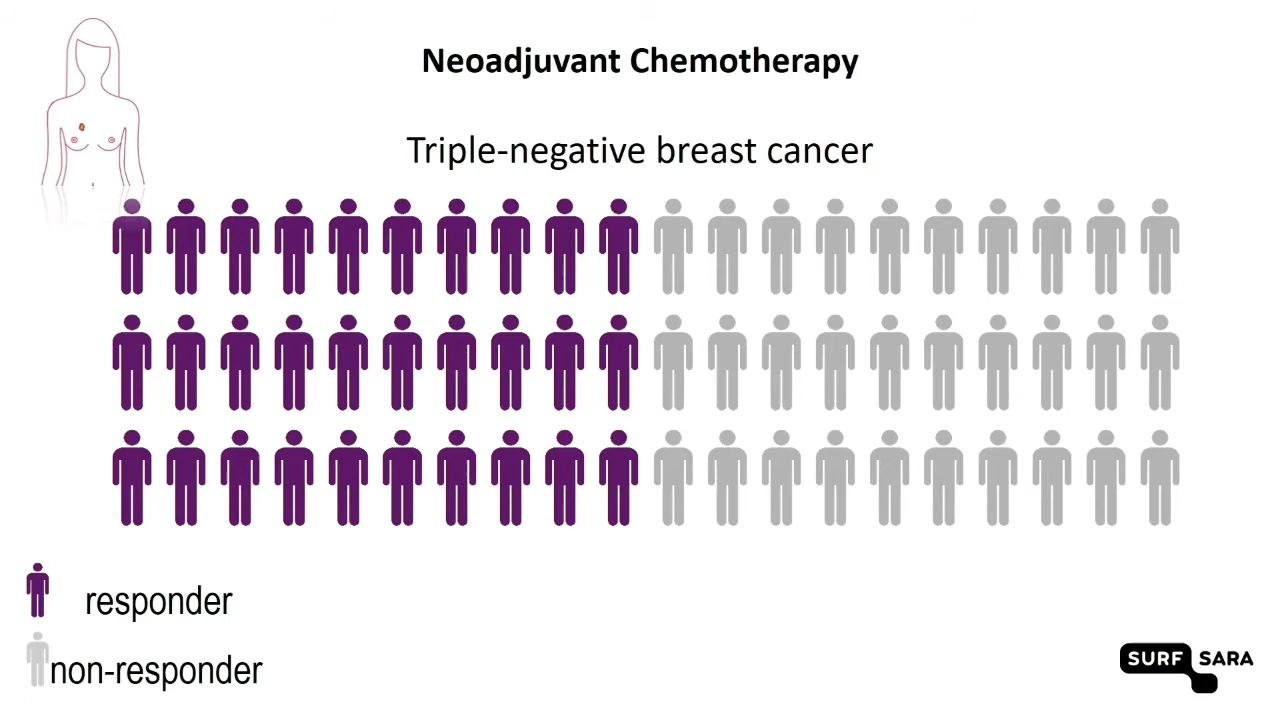 Neoadjuvant Chemotherapy
Triple-negative breast cancer
responder
non-responder
SURF SARA